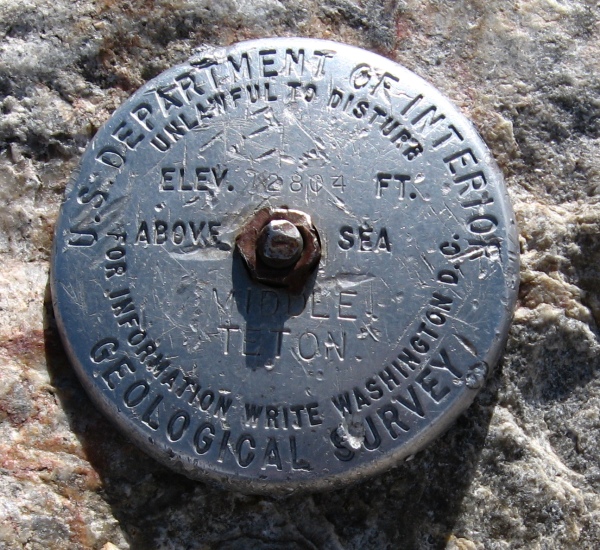 U.S. DEPARTMENT OF INTERIOR
UNLAWFUL TO DISTURB
ELEV. 12804 FT.
ABOVE SEA
MIDDLE
TETON
FOR INFORMATION WRITE WASHINGTON D.C.
GEOLOGICAL SURVEY